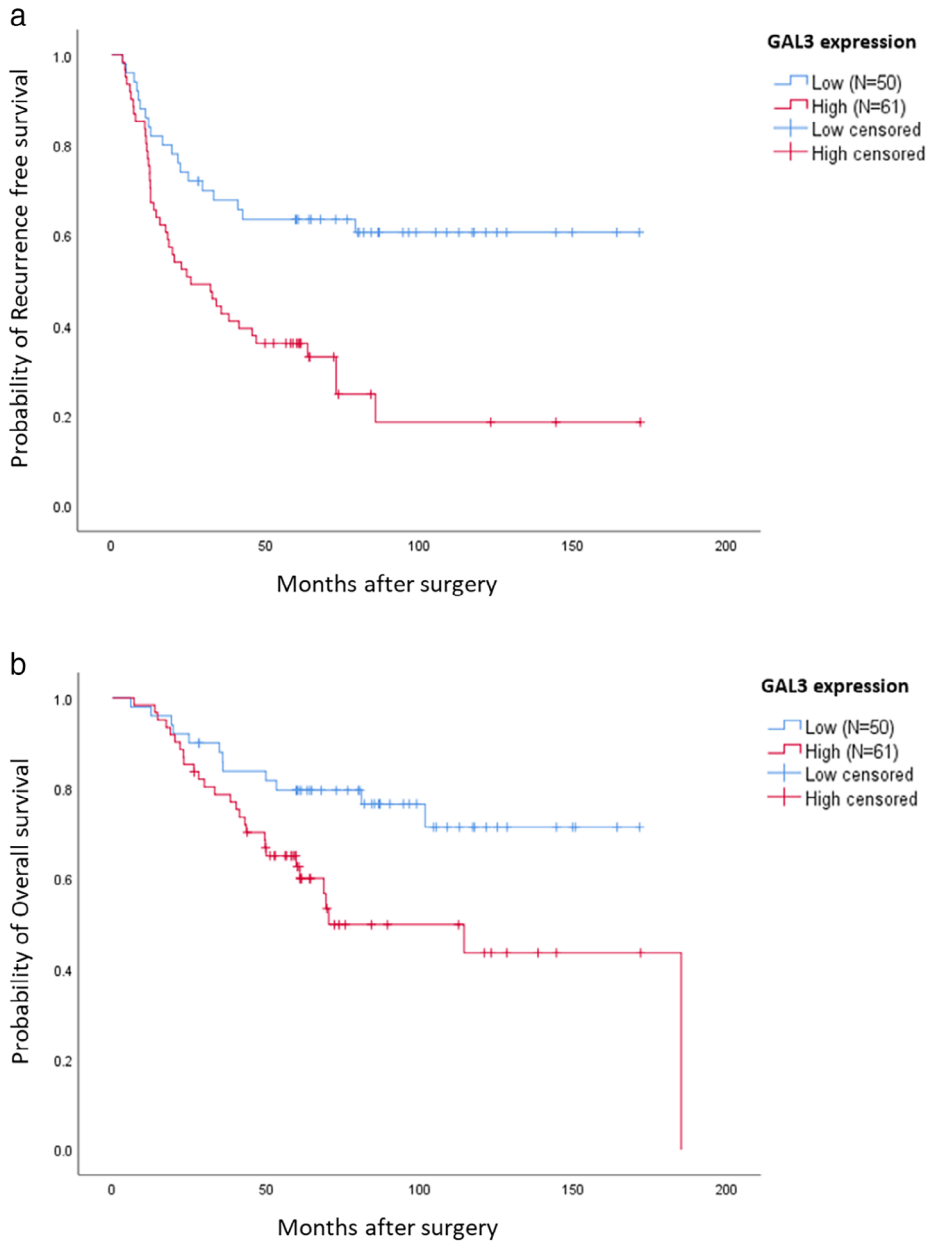 a
GAL3 expression
Low (N=50)
High (N=61)
Low censored
High censored
Probability of Recurrence free survival
1.0
0.8
0.6
0.4
0.2
0.0
0 50 100 150 200
Months after surgery
b
GAL3 expression
Low (N=50)
High (N=61)
Low censored
High censored
Probability of Overall survival
1.0
0.8
0.6
0.4
0.2
0.0
0 50 100 150 200
Months after surgery